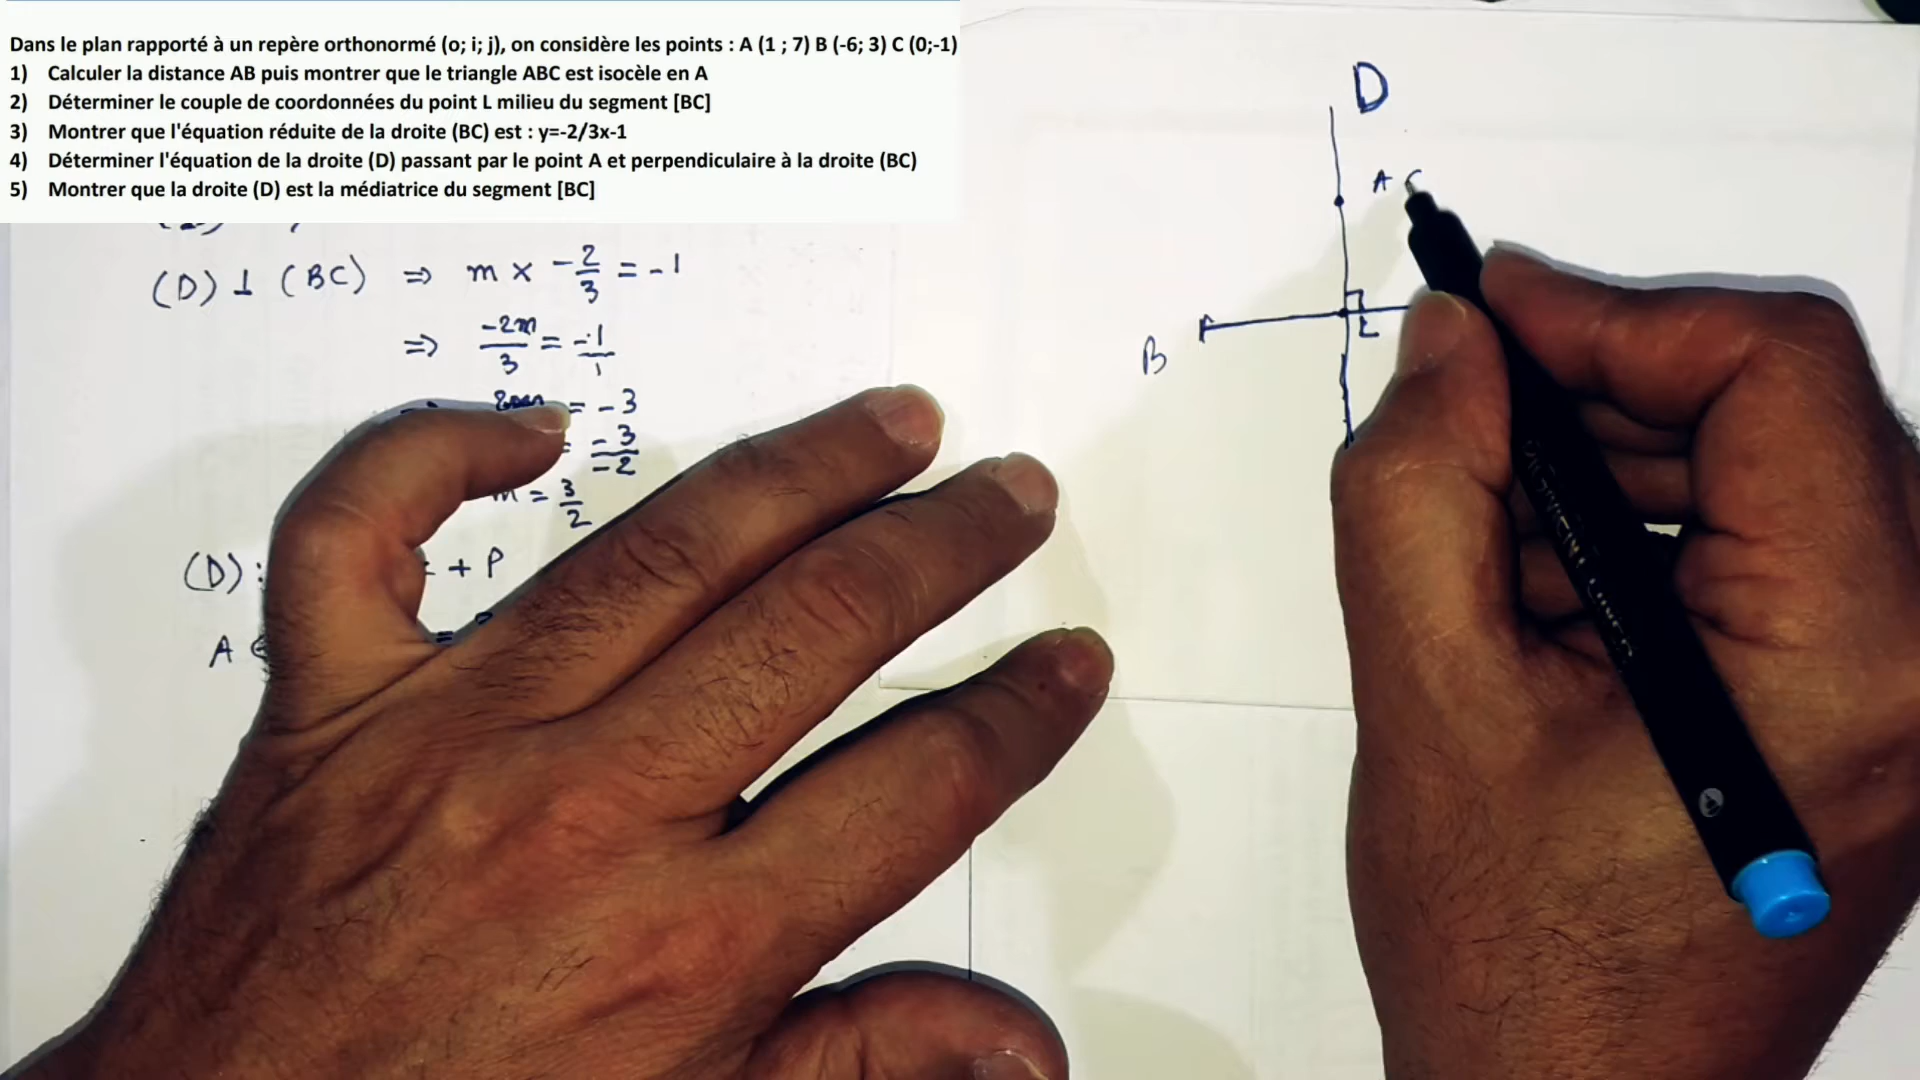 Dans le plan rapporté à un repère orthonormé (o; i; j), on considère les points : A (1 ; 7) B (-6; 3) C (0;-1)
1) Calculer la distance AB puis montrer que le triangle ABC est isocèle en A
2) Déterminer le couple de coordonnées du point L milieu du segment [BC]
3) Montrer que l'équation réduite de la droite (BC) est : y=-2/3x-1
4) Déterminer l'équation de la droite (D) passant par le point A et perpendiculaire à la droite (BC)
5) Montrer que la droite (D) est la médiatrice du segment [BC]
(D) ⊥ (BC) ⇒ m × -2/3 = -1
⇒ -2m/3 = -1/1
= -3
= -3/-2
m = 3/2
(D) : + P
A ∈ =
D
A
L
B